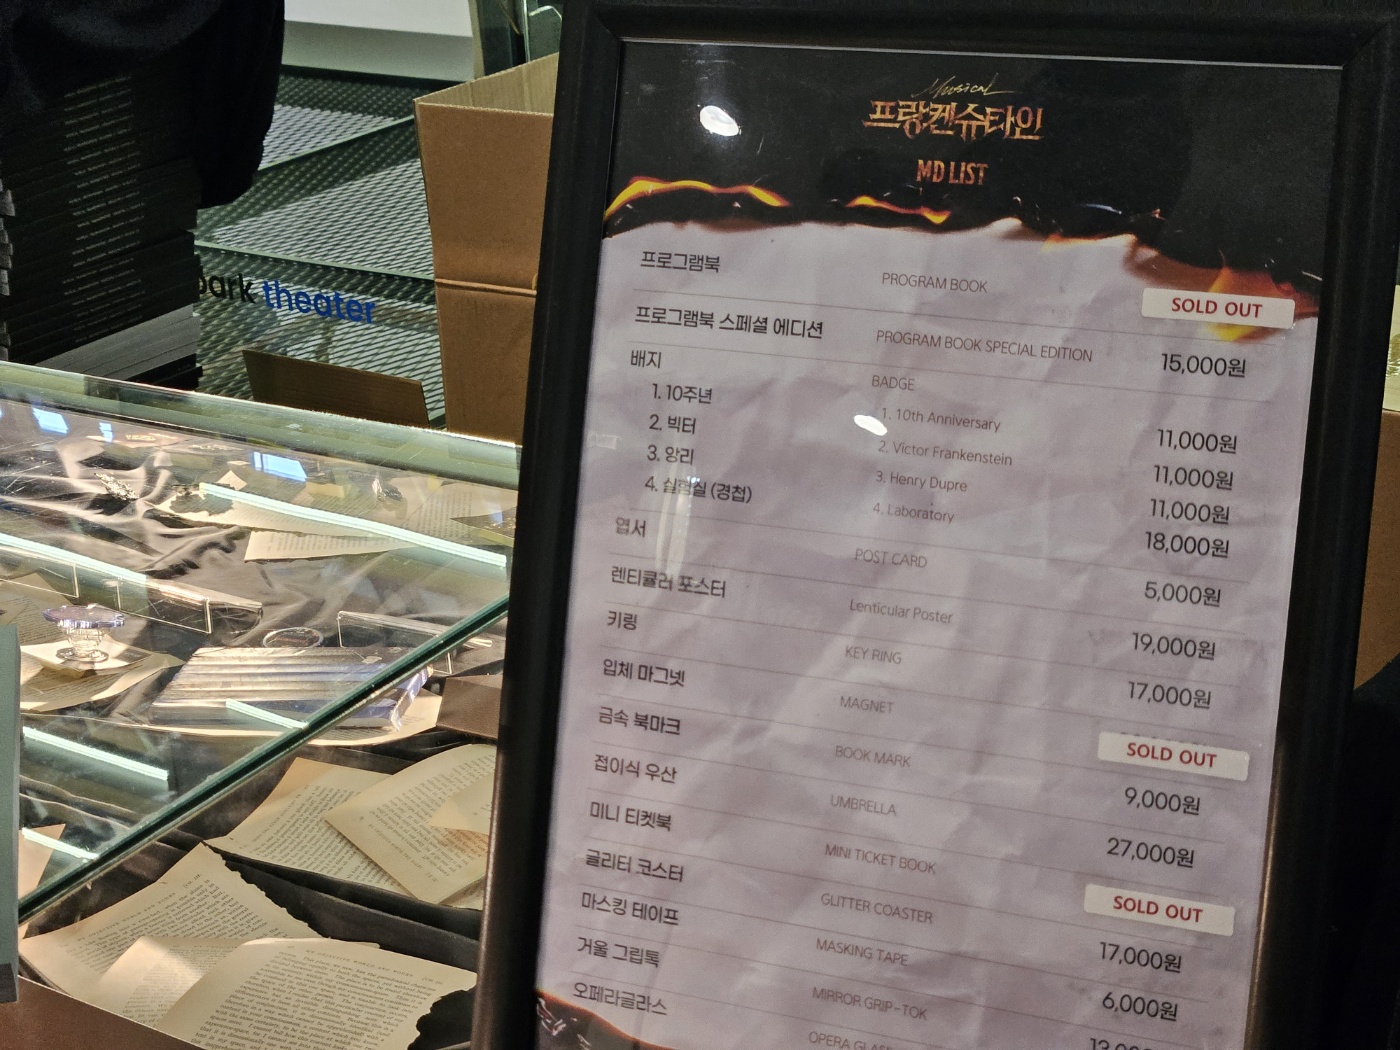 park theater
Musical
프랑켄슈타인
MD LIST
프로그램북 PROGRAM BOOK SOLD OUT
프로그램북 스페셜 에디션 PROGRAM BOOK SPECIAL EDITION 15,000원
배지 BADGE
1. 10주년 1. 10th Anniversary 11,000원
2. 빅터 2. Victor Frankenstein 11,000원
3. 앙리 3. Henry Dupre 11,000원
4. 실험실 (경첩) 4. Laboratory 18,000원
엽서 POST CARD 5,000원
렌티큘러 포스터 Lenticular Poster 19,000원
키링 KEY RING 17,000원
입체 마그넷 MAGNET SOLD OUT
금속 북마크 BOOK MARK 9,000원
접이식 우산 UMBRELLA 27,000원
미니 티켓북 MINI TICKET BOOK SOLD OUT
글리터 코스터 GLITTER COASTER 17,000원
마스킹 테이프 MASKING TAPE 6,000원
거울 그립톡 MIRROR GRIP-TOK
오페라글라스 OPERA